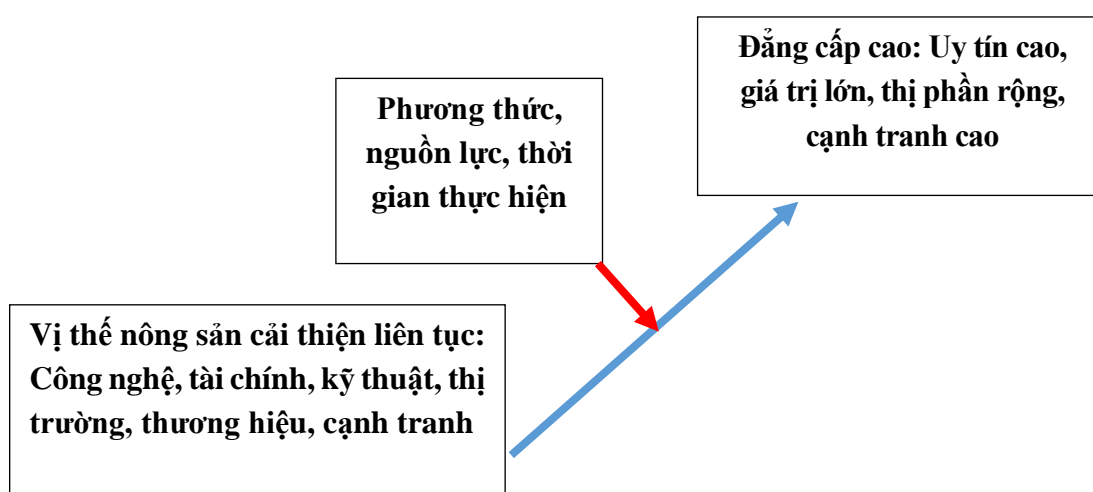 Đẳng cấp cao: Uy tín cao,
giá trị lớn, thị phần rộng,
cạnh tranh cao
Phương thức,
nguồn lực, thời
gian thực hiện
Vị thế nông sản cải thiện liên tục:
Công nghệ, tài chính, kỹ thuật, thị
trường, thương hiệu, cạnh tranh